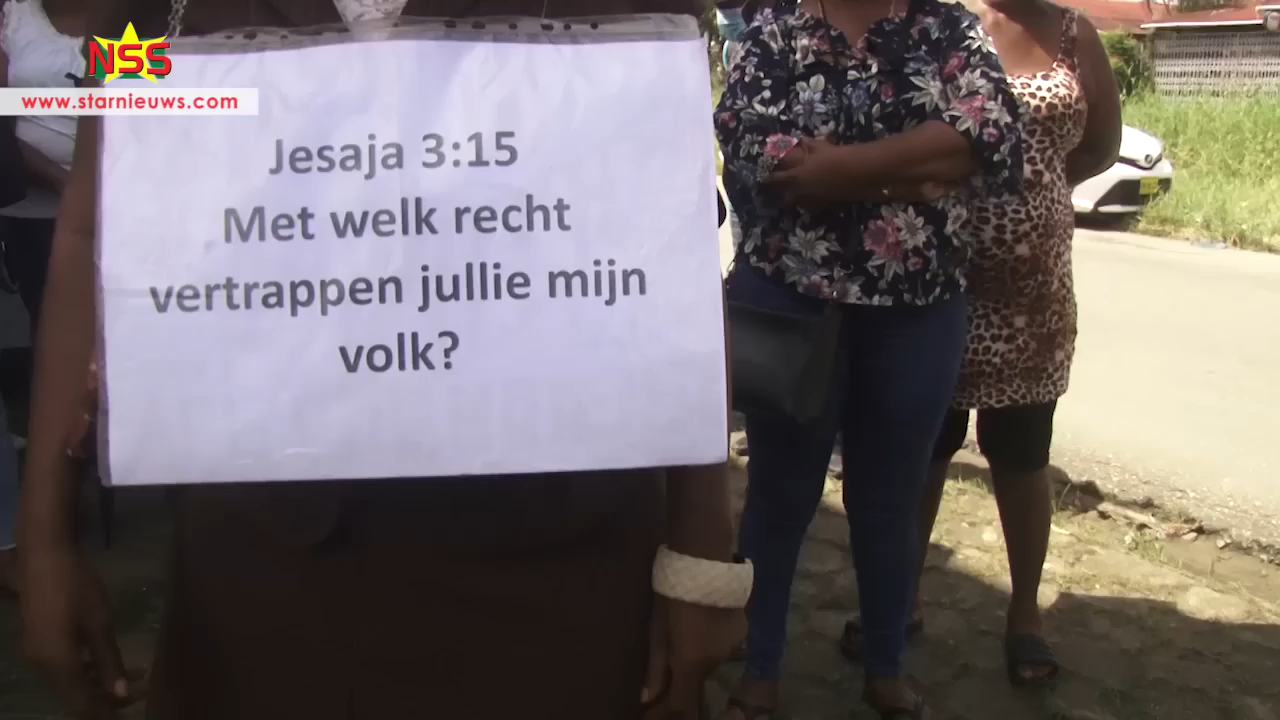 NSS
www.starnieuws.com
Jesaja 3:15
Met welk recht
vertrappen jullie mijn
volk?